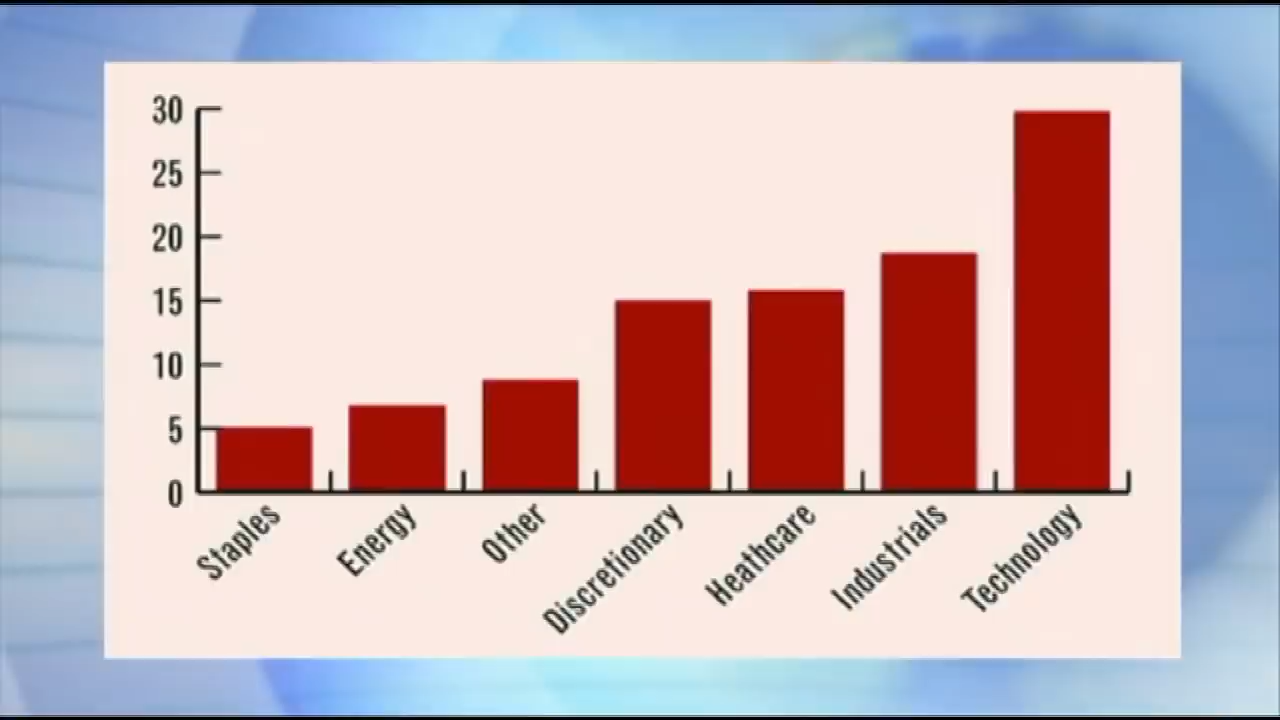 30
25
20
15
10
5
0
Staples
Energy
Other
Discretionary
Heathcare
Industrials
Technology